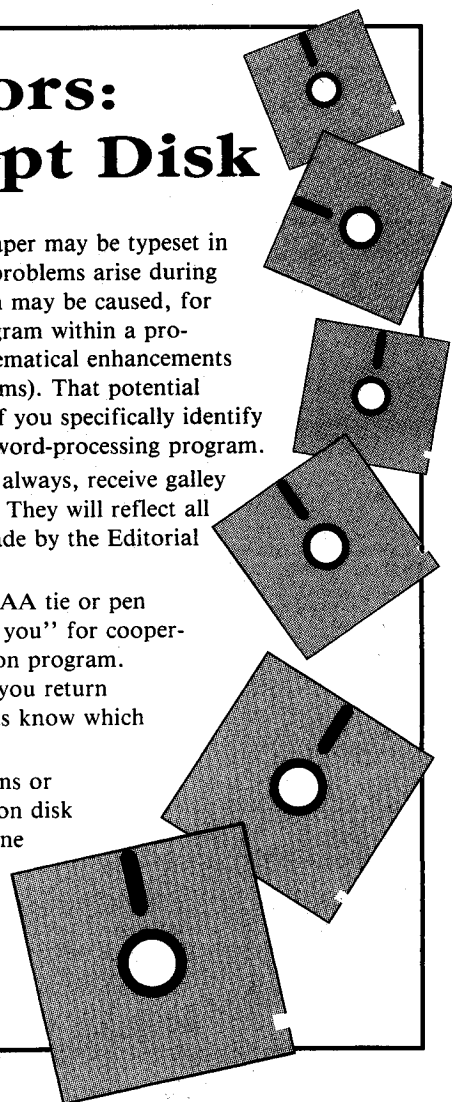 ors:
pt Disk
aper may be typeset in
problems arise during
n may be caused, for
gram within a pro-
ematical enhancements
ms). That potential
f you specifically identify
word-processing program.
always, receive galley
They will reflect all
de by the Editorial
AA tie or pen
you” for cooper-
on program.
you return
s know which
ns or
on disk
ne